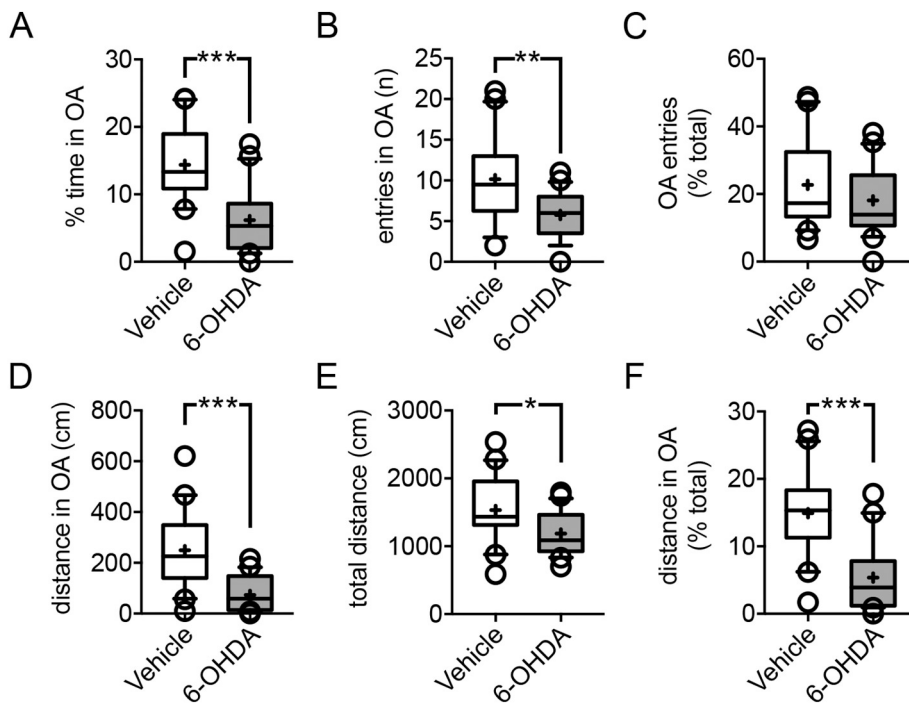 A
% time in OA
30
20
10
0
***
Vehicle
6-OHDA
B
entries in OA (n)
25
20
15
10
5
0
**
Vehicle
6-OHDA
C
OA entries
(% total)
60
40
20
0
Vehicle
6-OHDA
D
distance in OA (cm)
800
600
400
200
0
***
Vehicle
6-OHDA
E
total distance (cm)
3000
2000
1000
0
*
Vehicle
6-OHDA
F
distance in OA
(% total)
30
20
10
0
***
Vehicle
6-OHDA